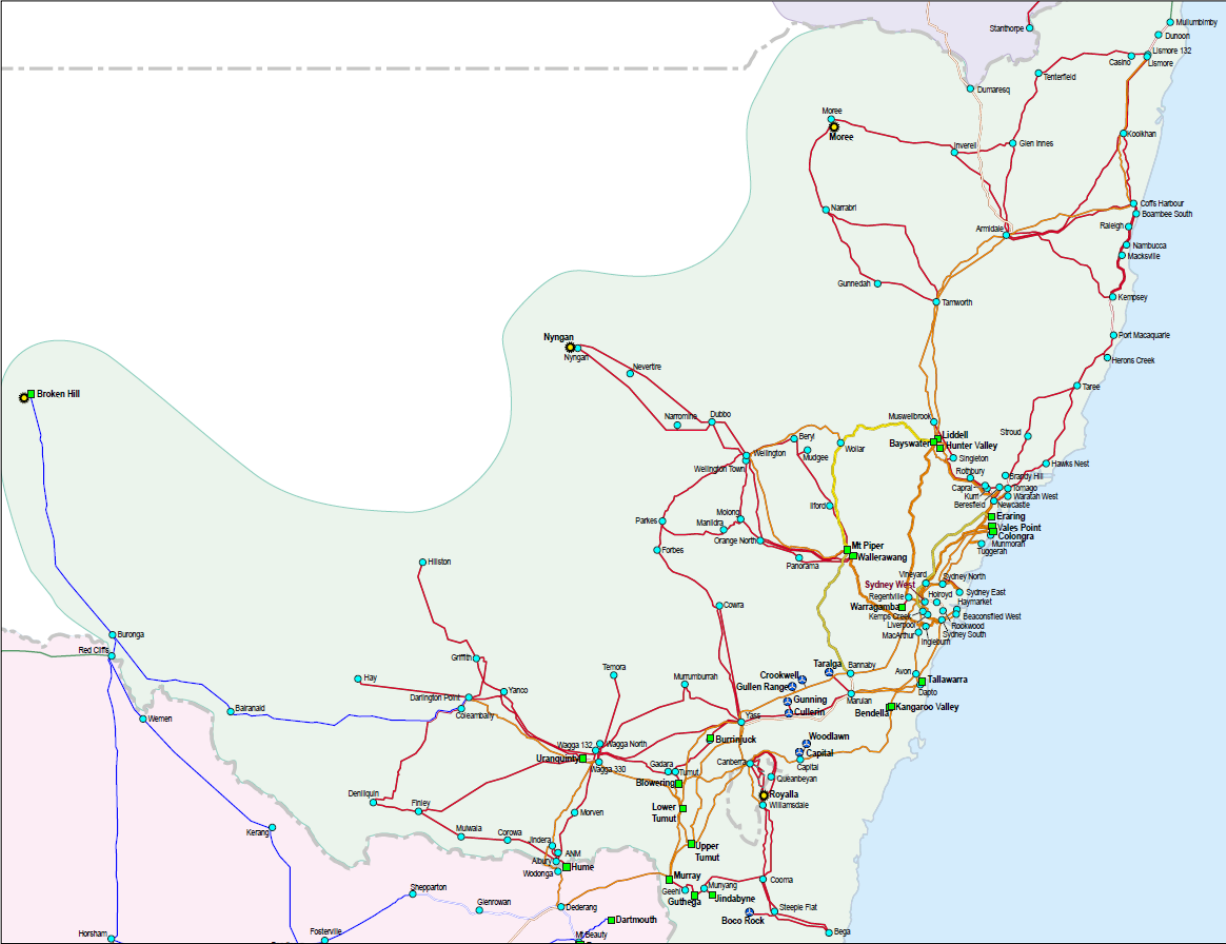 Mullumbimby
Stanthorpe
Dunoon
Lismore 132
Casino
Lismore
Tenterfield
Dumaresq
Moree
Moree
Koolkhan
Inverell
Glen Innes
Narrabri
Coffs Harbour
Boambee South
Raleigh
Armidale
Nambucca
Macksville
Gunnedah
Kempsey
Tamworth
Port Macquarie
Nyngan
Nyngan
Herons Creek
Nevertire
Taree
Broken Hill
Narromine
Dubbo
Muswellbrook
Stroud
Liddell
Beryl
Bayswater
Hunter Valley
Wollar
Wellington
Mudgee
Singleton
Hawks Nest
Wellington Town
Rothbury
Brandy Hill
Capral
Tomago
Kurri
Waratah West
Beresfield
Newcastle
Ilford
Molong
Eraring
Parkes
Manildra
Vales Point
Colongra
Orange North
Munmorah
Forbes
Mt Piper
Tuggerah
Wallerawang
Hillston
Panorama
Vineyard
Sydney North
Sydney West
Sydney East
Regentville
Holroyd
Haymarket
Cowra
Warragamba
Kemps Creek
Beaconsfied West
Liverpool
Rookwood
Buronga
MacArthur
Sydney South
Ingleburn
Red Cliffs
Griffith
Taralga
Bannaby
Temora
Murrumburrah
Crookwell
Avon
Hay
Gullen Range
Tallawarra
Yanco
Darlington Point
Marulan
Dapto
Gunning
Kangaroo Valley
Balranald
Coleambally
Cullerin
Bendella
Wemen
Yass
Woodlawn
Wagga 132
Wagga North
Burrinjuck
Capital
Uranquinty
Canberra
Capital
Wagga 330
Gadara
Tumut
Queanbeyan
Blowering
Deniliquin
Royalla
Finley
Lower
Tumut
Williamsdale
Morven
Mulwala
Corowa
Kerang
Jindera
ANM
Upper
Tumut
Albury
Hume
Wodonga
Murray
Cooma
Shepparton
Geehi
Munyang
Guthega
Jindabyne
Glenrowan
Dederang
Steeple Flat
Boco Rock
Dartmouth
Horsham
Fosterville
Mt Beauty
Bega